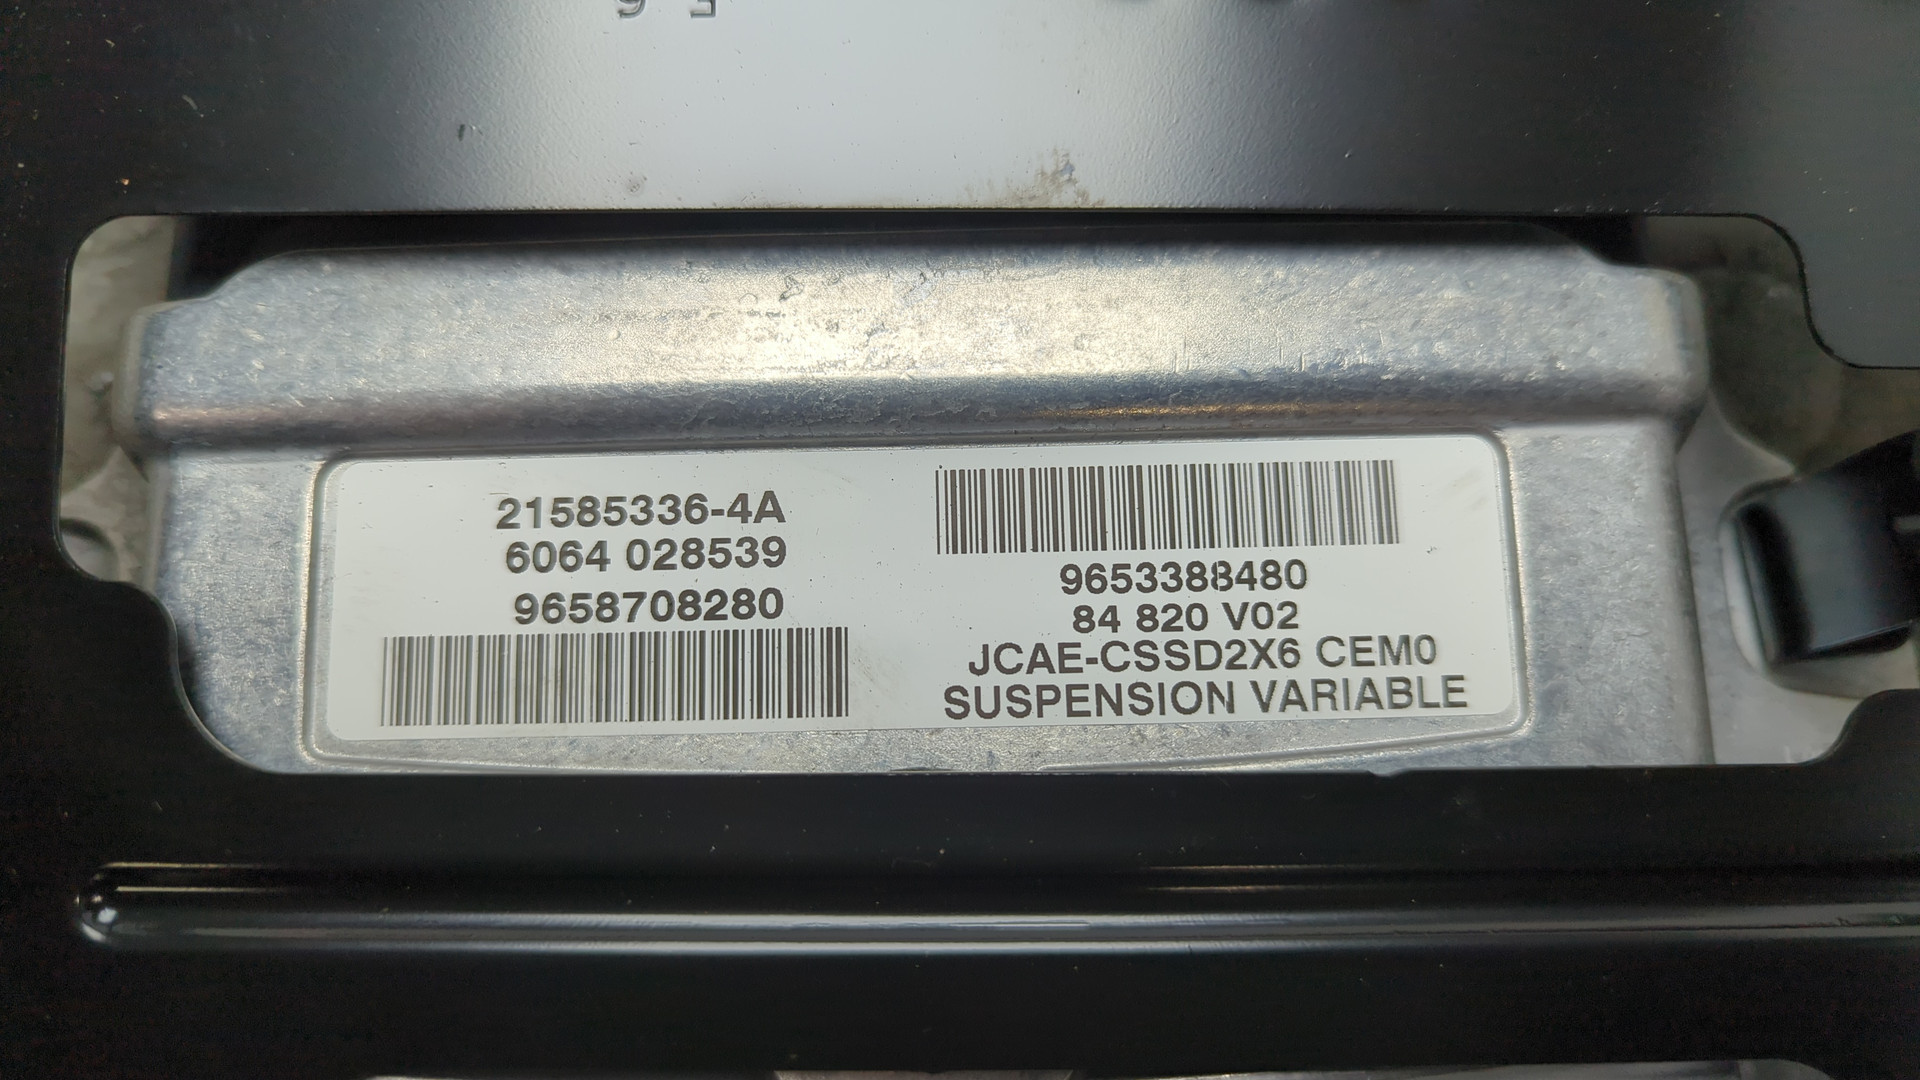 21585336-4A
6064 028539
9658708280
9653388480
84 820 V02
JCAE-CSSD2X6 CEM0
SUSPENSION VARIABLE